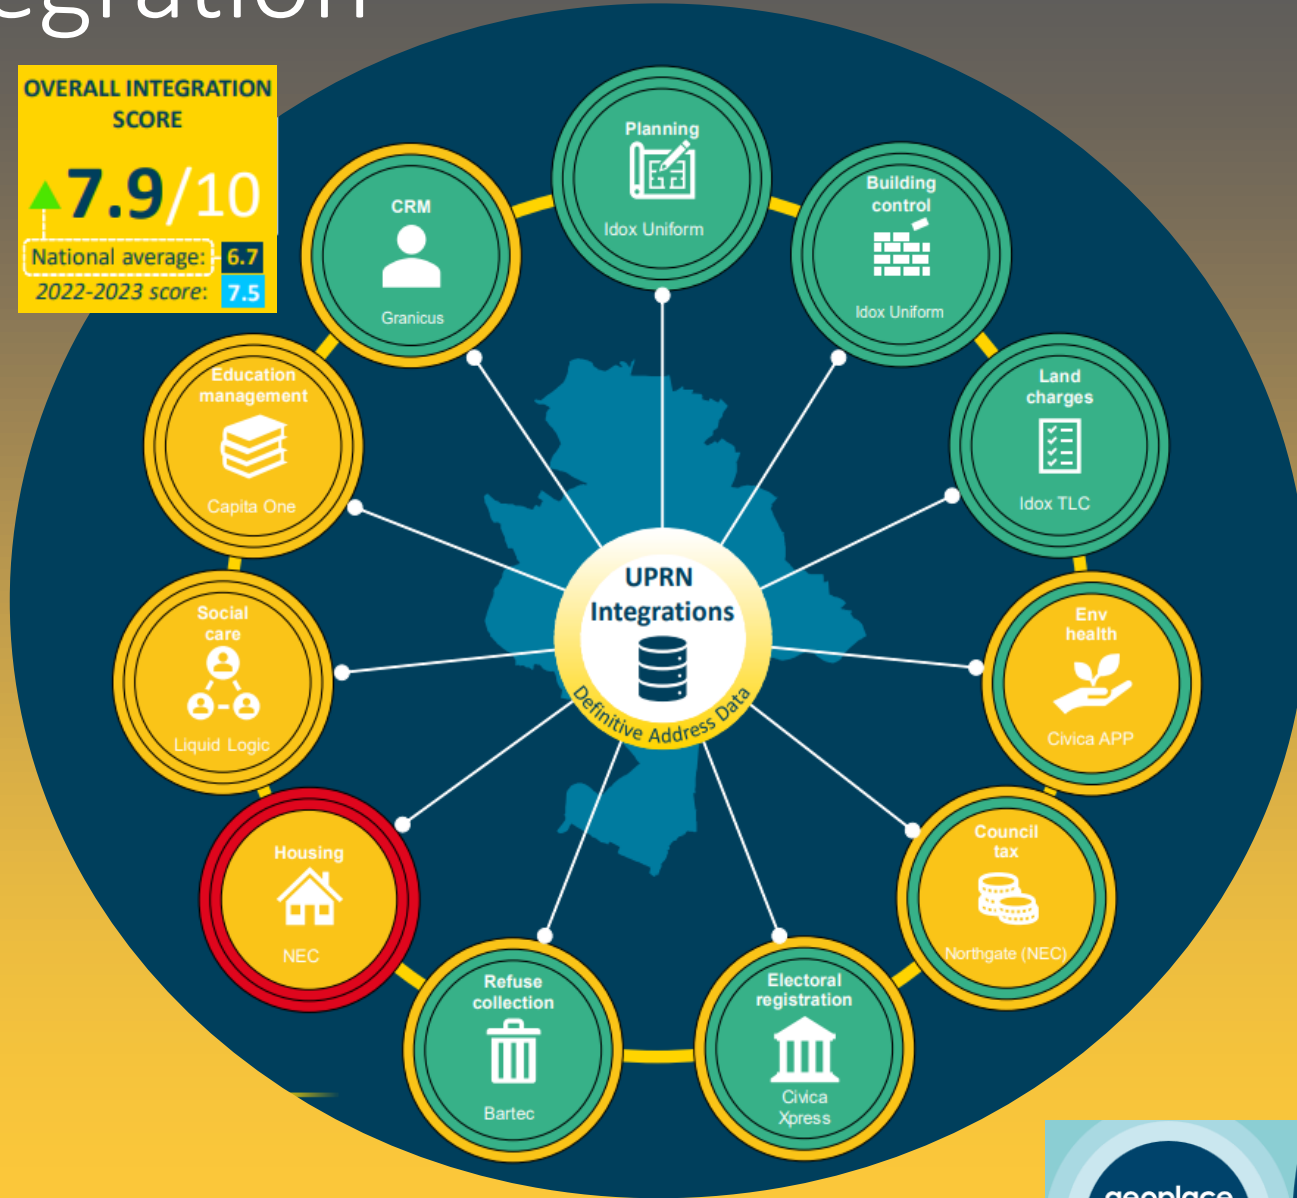 egration
OVERALL INTEGRATION
SCORE
7.9/10
National average: 6.7
2022-2023 score: 7.5
Planning
Idox Uniform
Building
control
Idox Uniform
Land
charges
Idox TLC
Env
health
Civica APP
Council
tax
Northgate (NEC)
Electoral
registration
Civica
Xpress
Refuse
collection
Bartec
Housing
NEC
Social
care
Liquid Logic
Education
management
Capita One
CRM
Granicus
UPRN
Integrations
Definitive Address Data
geoplace